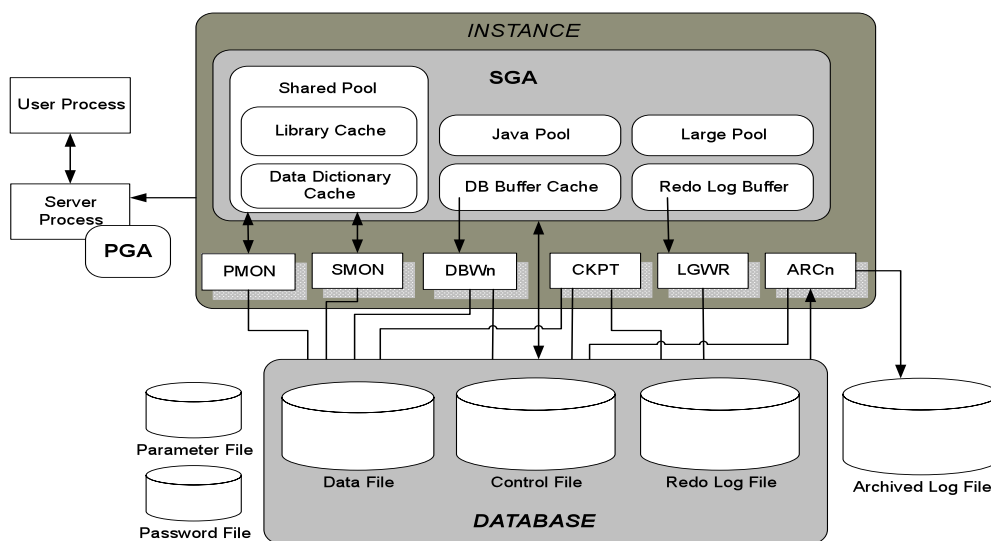 INSTANCE
SGA
Shared Pool
Library Cache
Data Dictionary
Cache
Java Pool
Large Pool
DB Buffer Cache
Redo Log Buffer
User Process
Server
Process
PGA
PMON
SMON
DBWn
CKPT
LGWR
ARCn
Parameter File
Password File
Data File
Control File
Redo Log File
Archived Log File
DATABASE